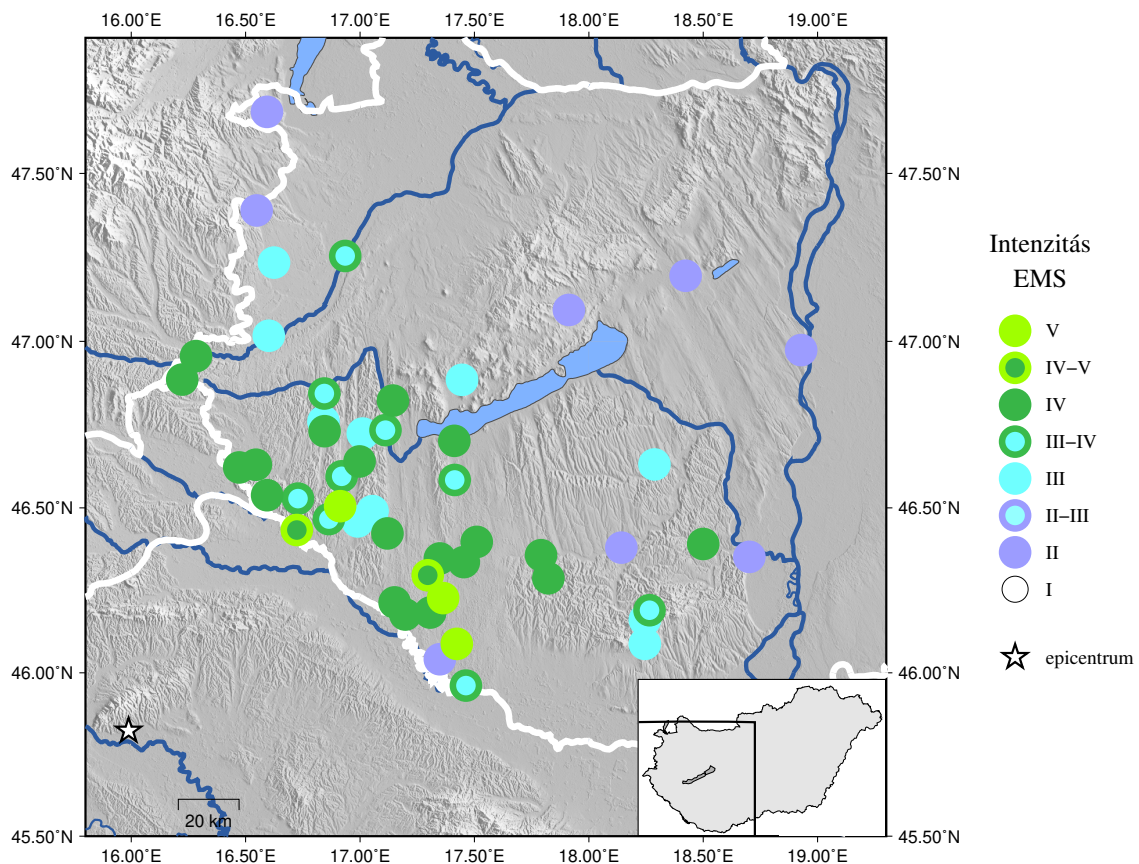 16.00°E 16.50°E 17.00°E 17.50°E 18.00°E 18.50°E 19.00°E
47.50°N 47.50°N
47.00°N 47.00°N
46.50°N 46.50°N
46.00°N 46.00°N
45.50°N 45.50°N
20 km
16.00°E 16.50°E 17.00°E 17.50°E 18.00°E 18.50°E 19.00°E
Intenzitás
EMS
V
IV–V
IV
III–IV
III
II–III
II
I
epicentrum